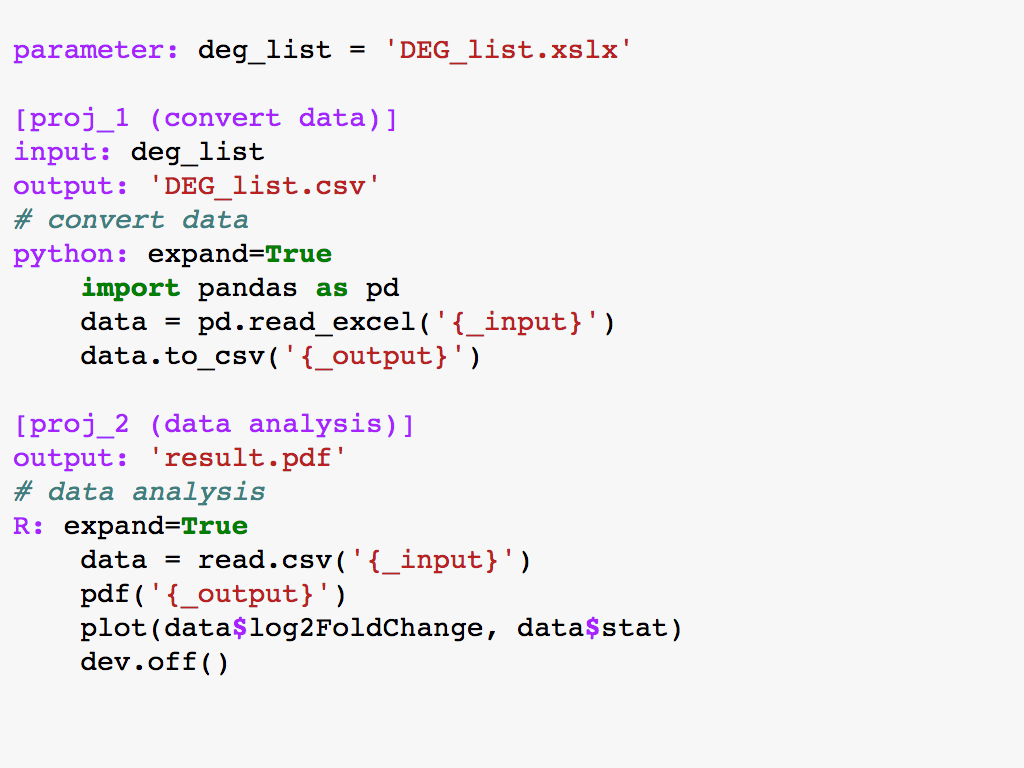 parameter: deg_list = 'DEG_list.xslx'
[proj_1 (convert data)]
input: deg_list
output: 'DEG_list.csv'
# convert data
python: expand=True
    import pandas as pd
    data = pd.read_excel('{_input}')
    data.to_csv('{_output}')
[proj_2 (data analysis)]
output: 'result.pdf'
# data analysis
R: expand=True
    data = read.csv('{_input}')
    pdf('{_output}')
    plot(data$log2FoldChange, data$stat)
    dev.off()